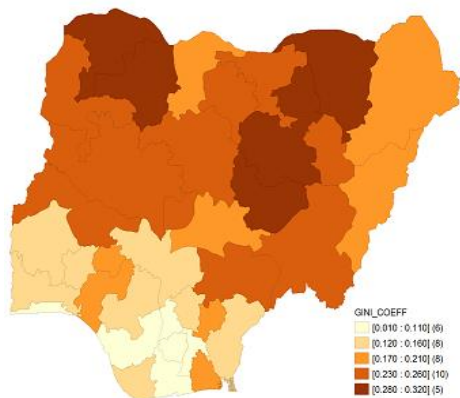 GINI_COEFF
[0.010 : 0.110] (6)
[0.120 : 0.160] (8)
[0.170 : 0.210] (8)
[0.230 : 0.260] (10)
[0.280 : 0.320] (5)